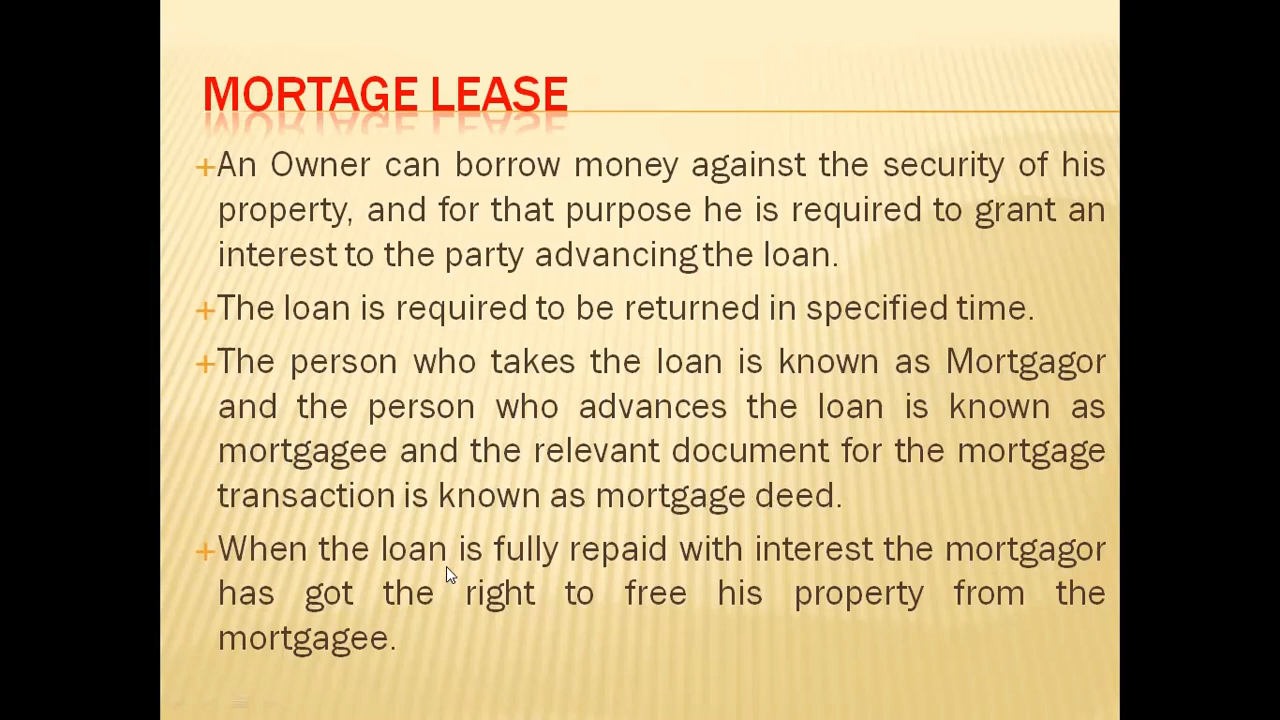 MORTAGE LEASE
An Owner can borrow money against the security of his
property, and for that purpose he is required to grant an
interest to the party advancing the loan.
The loan is required to be returned in specified time.
The person who takes the loan is known as Mortgagor
and the person who advances the loan is known as
mortgagee and the relevant document for the mortgage
transaction is known as mortgage deed.
When the loan is fully repaid with interest the mortgagor
has got the right to free his property from the
mortgagee.